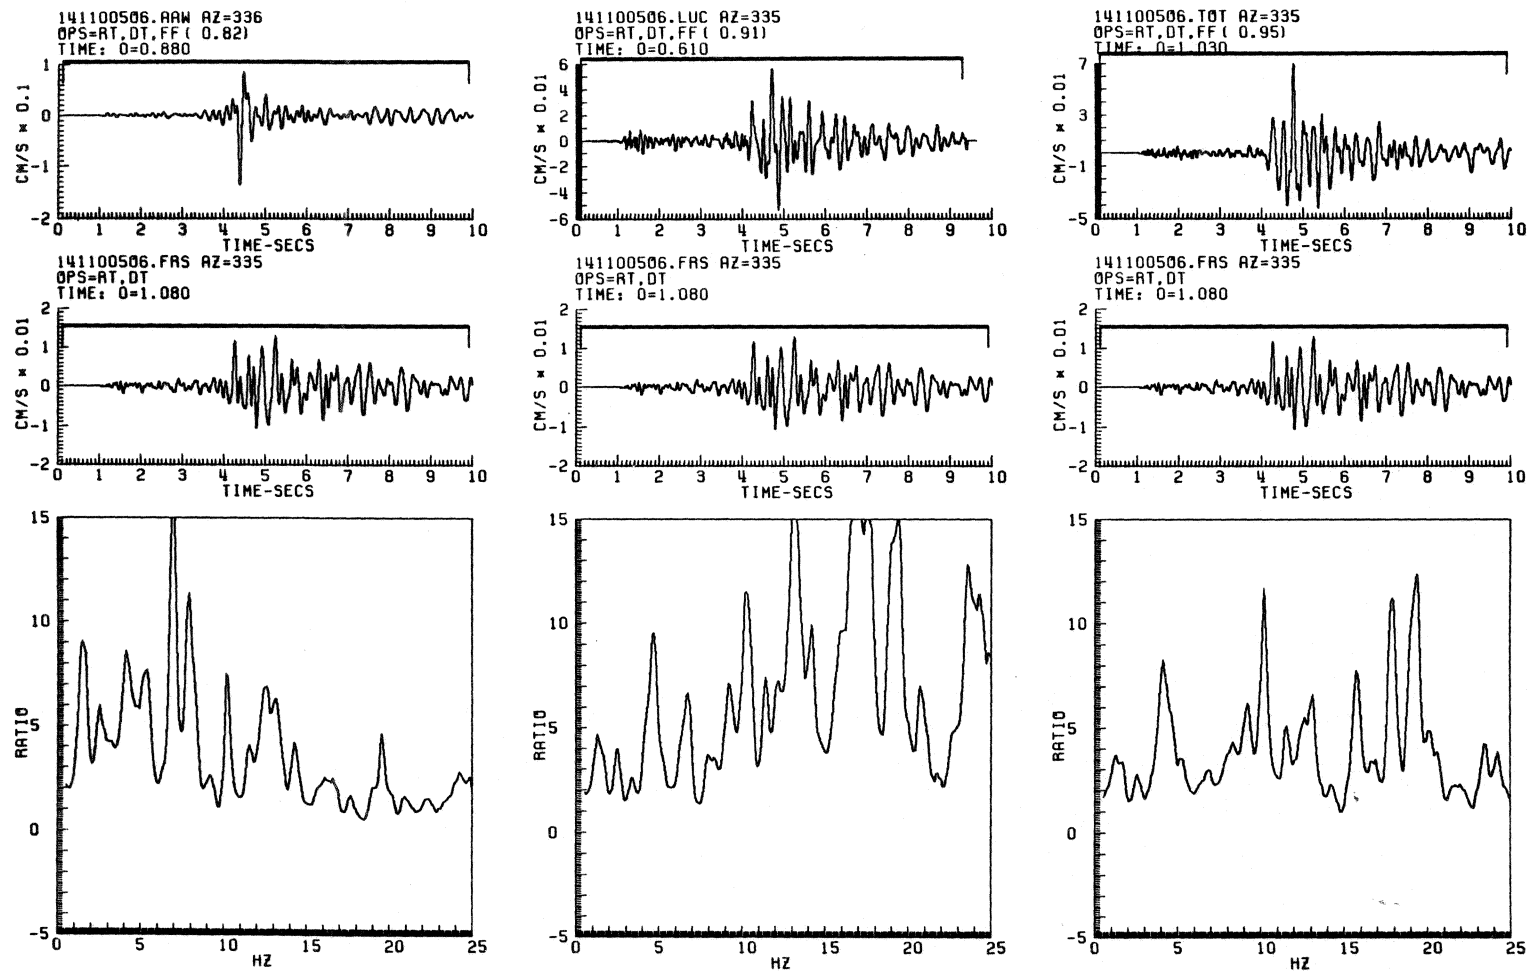 141100506.AAW AZ=336
OPS=RT,DT,FF( 0.82)
TIME: 0=0.880
1
0
-1
-2
CM/S * 0.1
0 1 2 3 4 5 6 7 8 9 10
TIME-SECS
141100506.LUC AZ=335
OPS=RT,DT,FF( 0.91)
TIME: 0=0.610
6
4
2
0
-2
-4
-6
CM/S * 0.01
0 1 2 3 4 5 6 7 8 9 10
TIME-SECS
141100506.TOT AZ=335
OPS=RT,DT,FF( 0.95)
TIME: 0=1.030
7
3
-1
-5
CM/S * 0.01
0 1 2 3 4 5 6 7 8 9 10
TIME-SECS
141100506.FRS AZ=335
OPS=RT,DT
TIME: 0=1.080
2
1
0
-1
-2
CM/S * 0.01
0 1 2 3 4 5 6 7 8 9 10
TIME-SECS
141100506.FRS AZ=335
OPS=RT,DT
TIME: 0=1.080
2
1
0
-1
-2
CM/S * 0.01
0 1 2 3 4 5 6 7 8 9 10
TIME-SECS
141100506.FRS AZ=335
OPS=RT,DT
TIME: 0=1.080
2
1
0
-1
-2
CM/S * 0.01
0 1 2 3 4 5 6 7 8 9 10
TIME-SECS
15
10
5
0
-5
RATIO
0 5 10 15 20 25
HZ
15
10
5
0
-5
RATIO
0 5 10 15 20 25
HZ
15
10
5
0
-5
RATIO
0 5 10 15 20 25
HZ